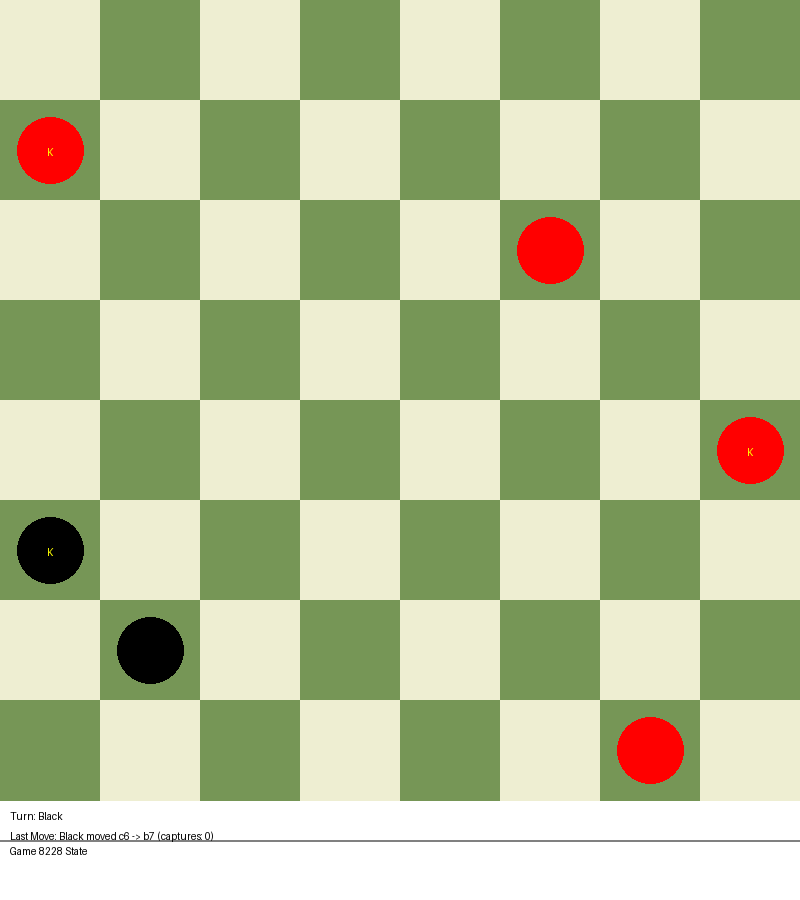 K
K
K
Turn: Black
Last Move: Black moved c6 -> b7 (captures: 0)
Game 8228 State